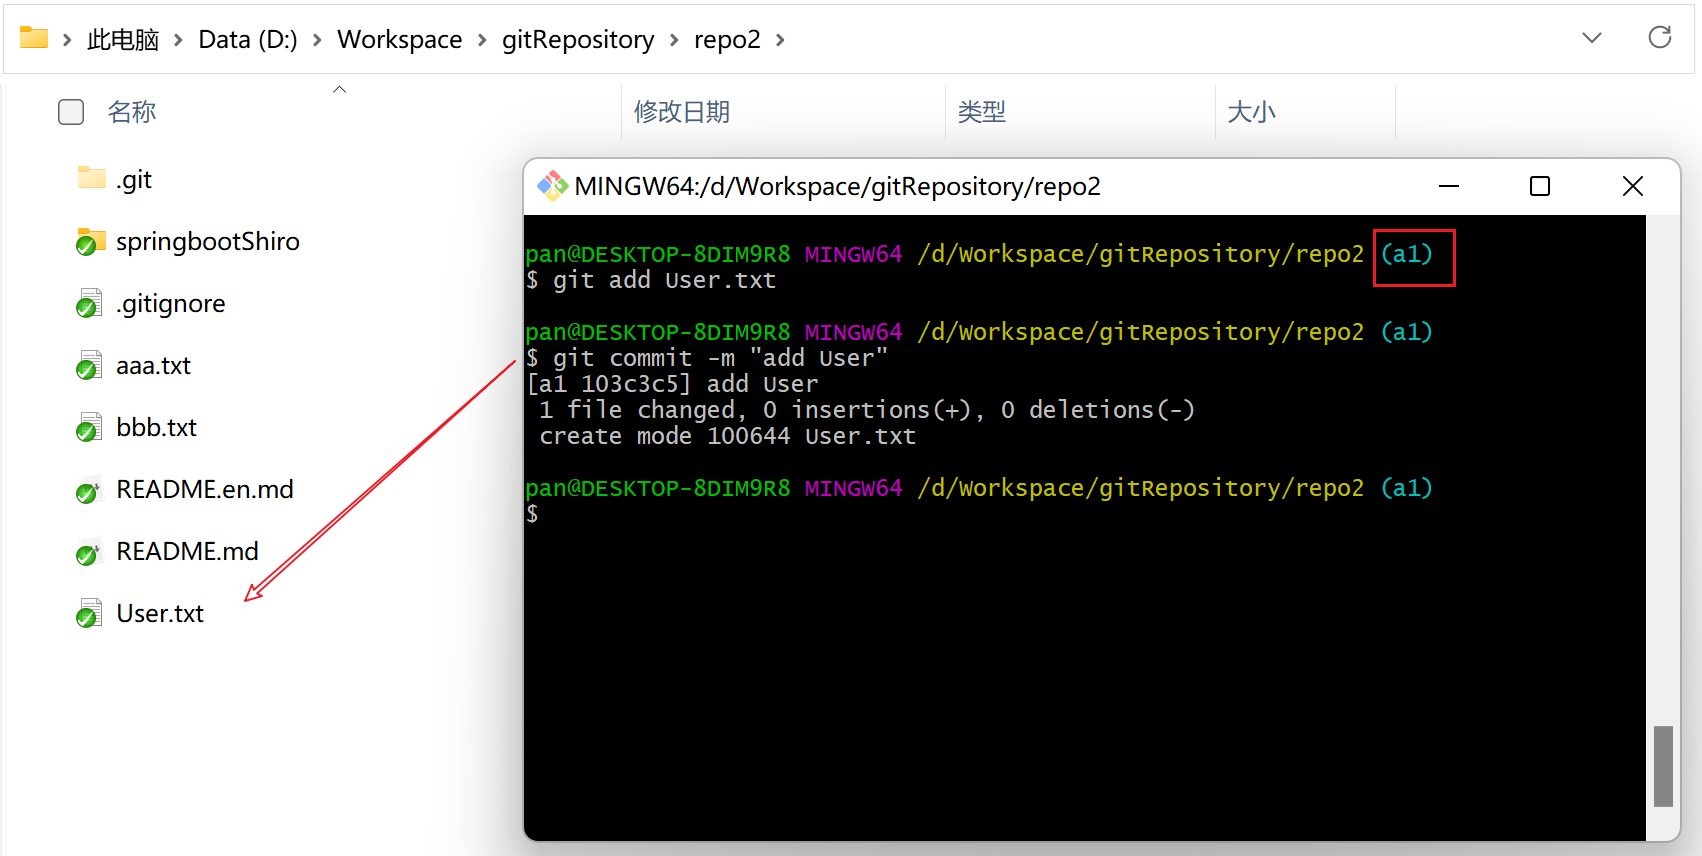 此电脑 > Data (D:) > Workspace > gitRepository > repo2 >
名称 修改日期 类型 大小
.git
springbootShiro
.gitignore
aaa.txt
bbb.txt
README.en.md
README.md
User.txt
MINGW64:/d/Workspace/gitRepository/repo2
pan@DESKTOP-8DIM9R8 MINGW64 /d/Workspace/gitRepository/repo2 (a1)
$ git add User.txt
pan@DESKTOP-8DIM9R8 MINGW64 /d/Workspace/gitRepository/repo2 (a1)
$ git commit -m "add User"
[a1 103c3c5] add User
1 file changed, 0 insertions(+), 0 deletions(-)
create mode 100644 User.txt
pan@DESKTOP-8DIM9R8 MINGW64 /d/Workspace/gitRepository/repo2 (a1)
$